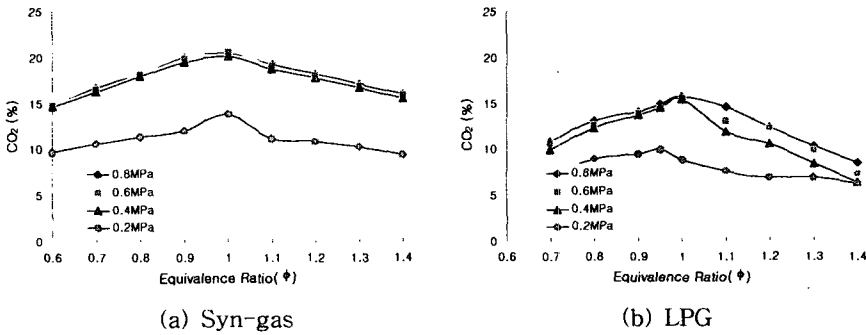 25
20
15
10
5
0
CO₂ (%)
0.8MPa
0.6MPa
0.4MPa
0.2MPa
0.6 0.7 0.8 0.9 1 1.1 1.2 1.3 1.4
Equivalence Ratio( ϕ )
(a) Syn-gas
25
20
15
10
5
0
CO₂ (%)
0.8MPa
0.6MPa
0.4MPa
0.2MPa
0.6 0.7 0.8 0.9 1 1.1 1.2 1.3 1.4
Equivalence Ratio( ϕ )
(b) LPG